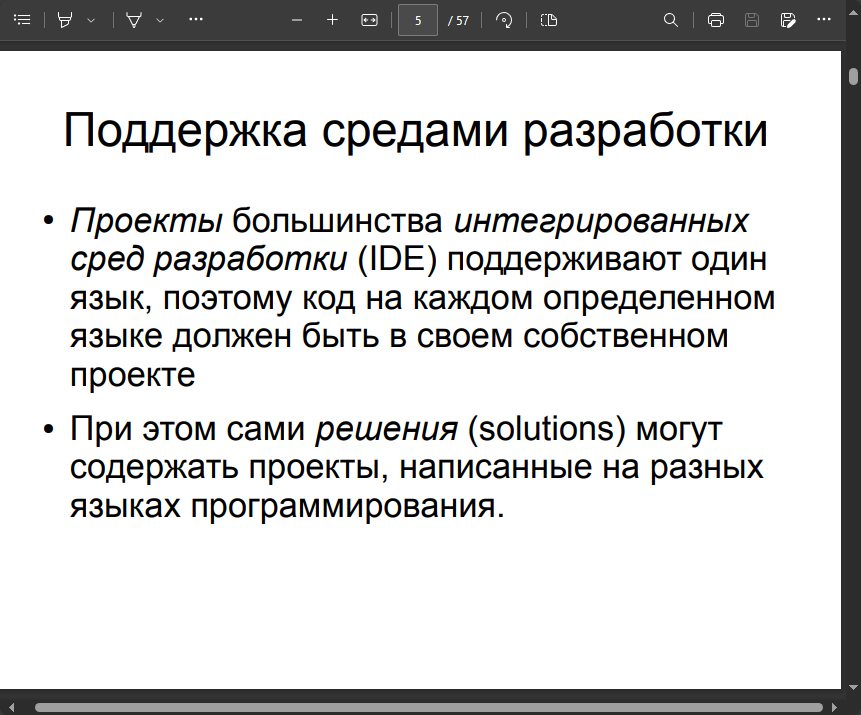 5 / 57
Поддержка средами разработки
• Проекты большинства интегрированных
сред разработки (IDE) поддерживают один
язык, поэтому код на каждом определенном
языке должен быть в своем собственном
проекте
• При этом сами решения (solutions) могут
содержать проекты, написанные на разных
языках программирования.